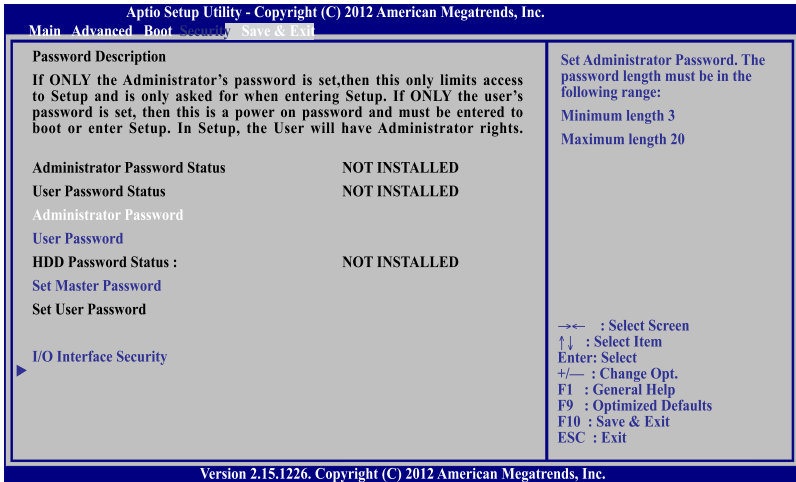 Aptio Setup Utility - Copyright (C) 2012 American Megatrends, Inc.
Main Advanced Boot Security Save & Exit
Password Description
If ONLY the Administrator's password is set,then this only limits access
to Setup and is only asked for when entering Setup. If ONLY the user's
password is set, then this is a power on password and must be entered to
boot or enter Setup. In Setup, the User will have Administrator rights.
Administrator Password Status NOT INSTALLED
User Password Status NOT INSTALLED
Administrator Password
User Password
HDD Password Status : NOT INSTALLED
Set Master Password
Set User Password
I/O Interface Security
Set Administrator Password. The
password length must be in the
following range:
Minimum length 3
Maximum length 20
→← : Select Screen
↑↓ : Select Item
Enter: Select
+/— : Change Opt.
F1 : General Help
F9 : Optimized Defaults
F10 : Save & Exit
ESC : Exit
Version 2.15.1226. Copyright (C) 2012 American Megatrends, Inc.